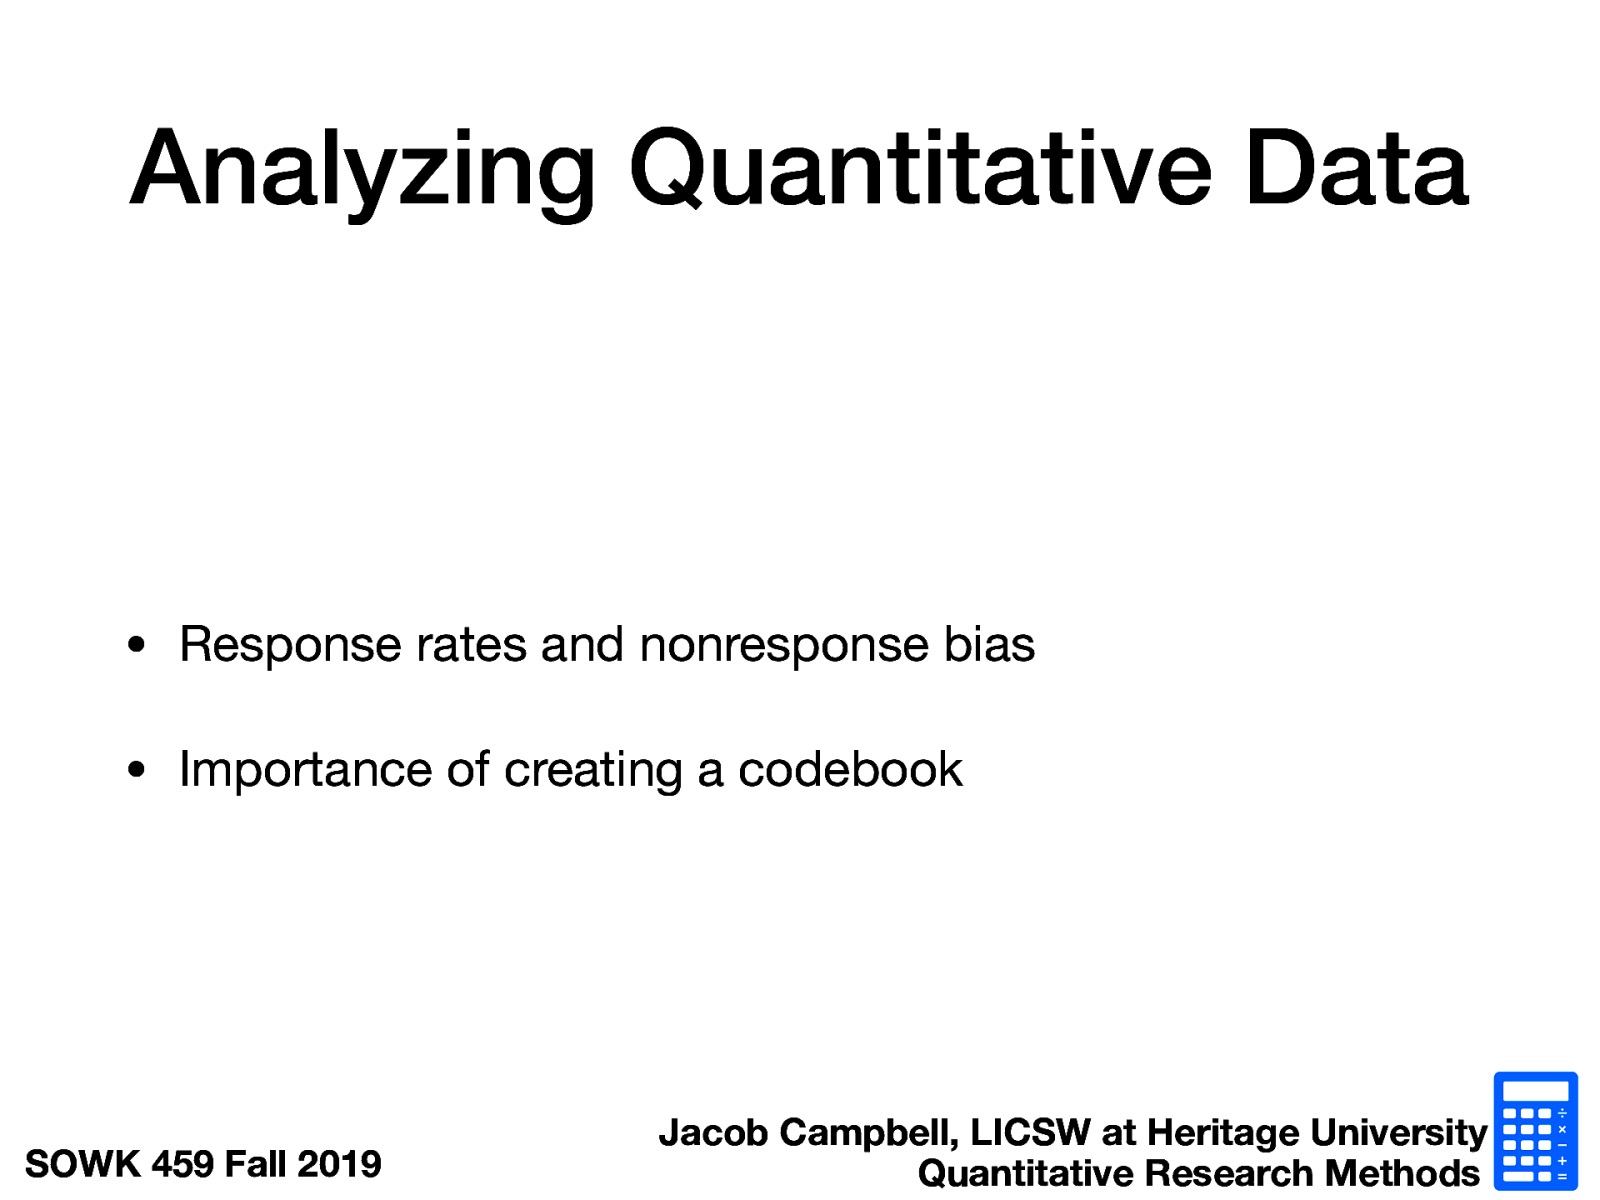 Analyzing Quantitative Data
• Response rates and nonresponse bias
• Importance of creating a codebook
SOWK 459 Fall 2019
Jacob Campbell, LICSW at Heritage University
Quantitative Research Methods